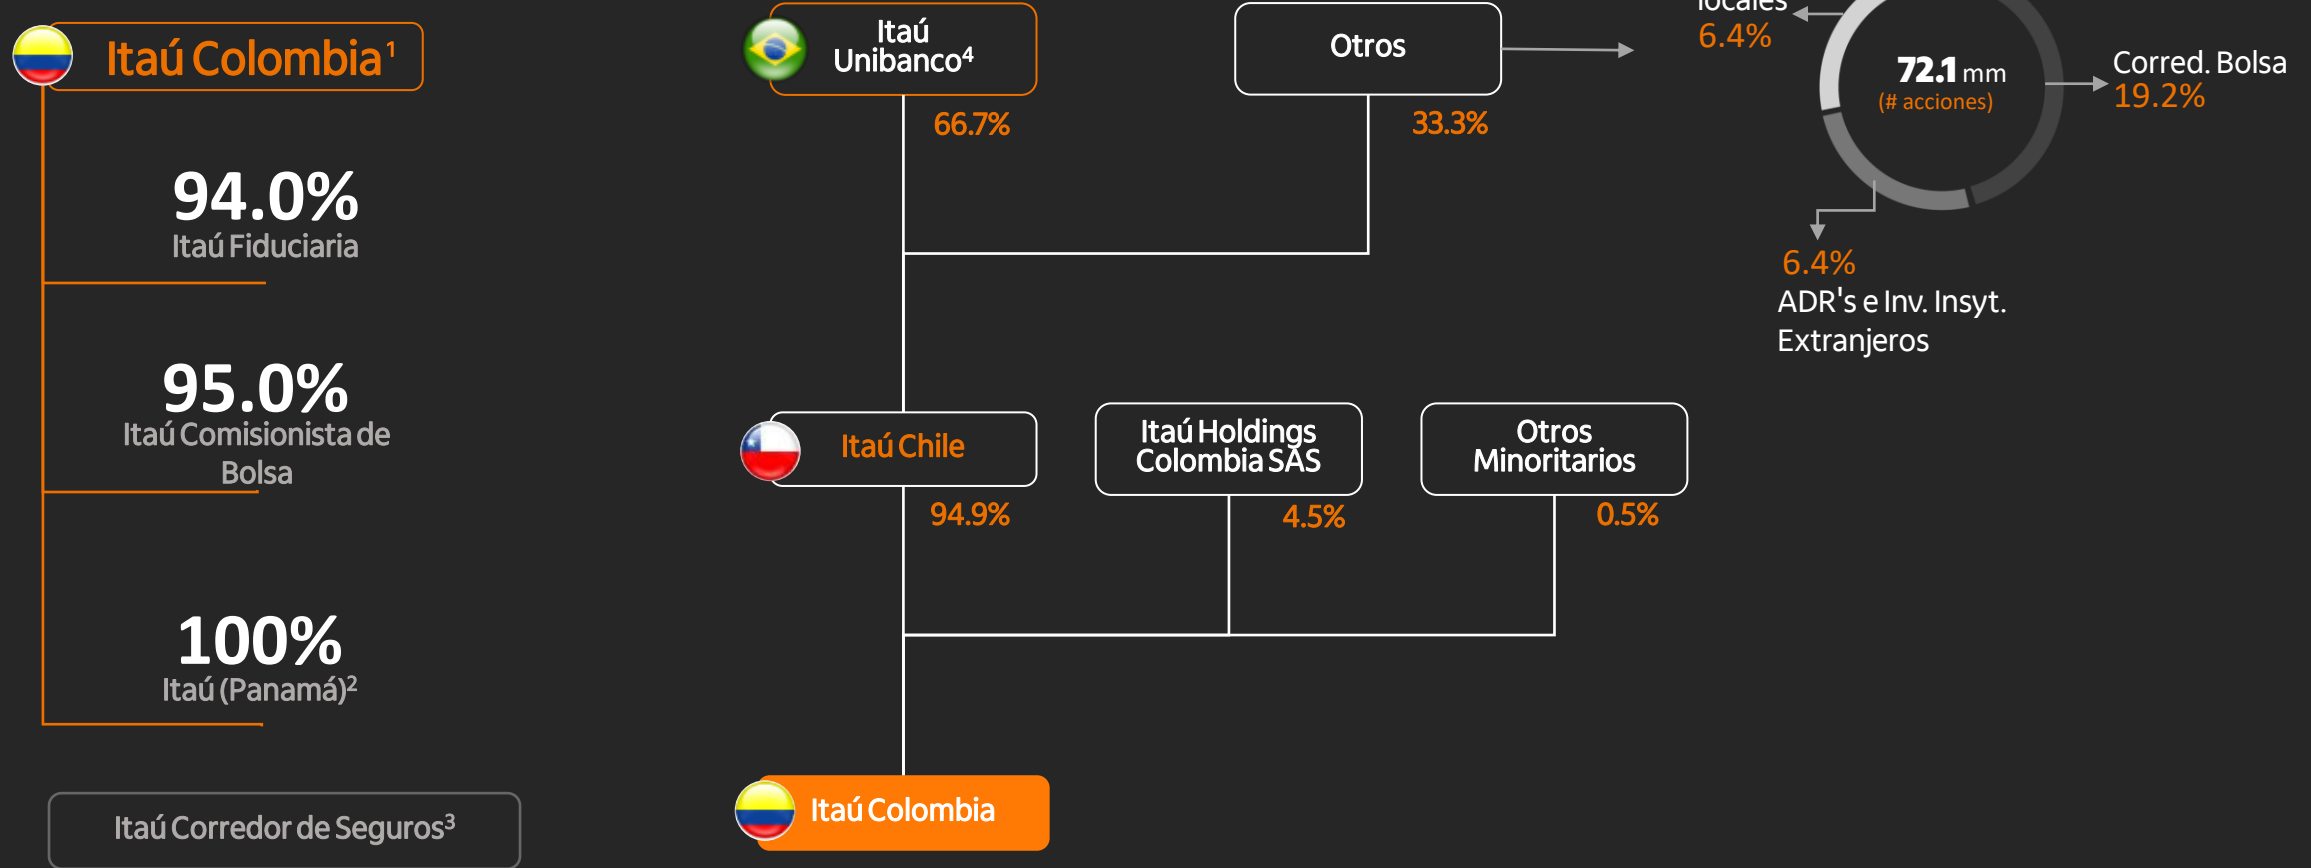 Itaú Colombia¹
94.0%
Itaú Fiduciaria
95.0%
Itaú Comisionista de
Bolsa
100%
Itaú (Panamá)²
Itaú Corredor de Seguros³
Itaú
Unibanco⁴
66.7%
Otros
33.3%
Itaú Chile
94.9%
Itaú Holdings
Colombia SAS
4.5%
Otros
Minoritarios
0.5%
Itaú Colombia
locales
6.4%
72.1 mm
(# acciones)
Corred. Bolsa
19.2%
6.4%
ADR's e Inv. Insyt.
Extranjeros